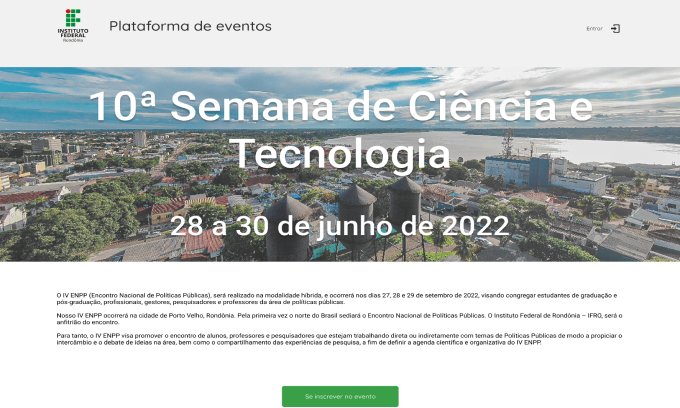 INSTITUTO
FEDERAL
Rondônia
Plataforma de eventos
Entrar
10ª Semana de Ciência e
Tecnologia
28 a 30 de junho de 2022
O IV ENPP (Encontro Nacional de Políticas Públicas), será realizado na modalidade híbrida, e ocorrerá nos dias 27, 28 e 29 de setembro de 2022, visando congregar estudantes de graduação e
pós-graduação, profissionais, gestores, pesquisadores e professores da área de políticas públicas.
Nosso IV ENPP ocorrerá na cidade de Porto Velho, Rondônia. Pela primeira vez o norte do Brasil sediará o Encontro Nacional de Políticas Públicas. O Instituto Federal de Rondônia – IFRO, será o
anfitrião do encontro.
Para tanto, o IV ENPP visa promover o encontro de alunos, professores e pesquisadores que estejam trabalhando direta ou indiretamente com temas de Políticas Públicas de modo a propiciar o
intercâmbio e o debate de ideias na área, bem como o compartilhamento das experiências de pesquisa, a fim de definir a agenda científica e organizativa do IV ENPP.
Se inscrever no evento